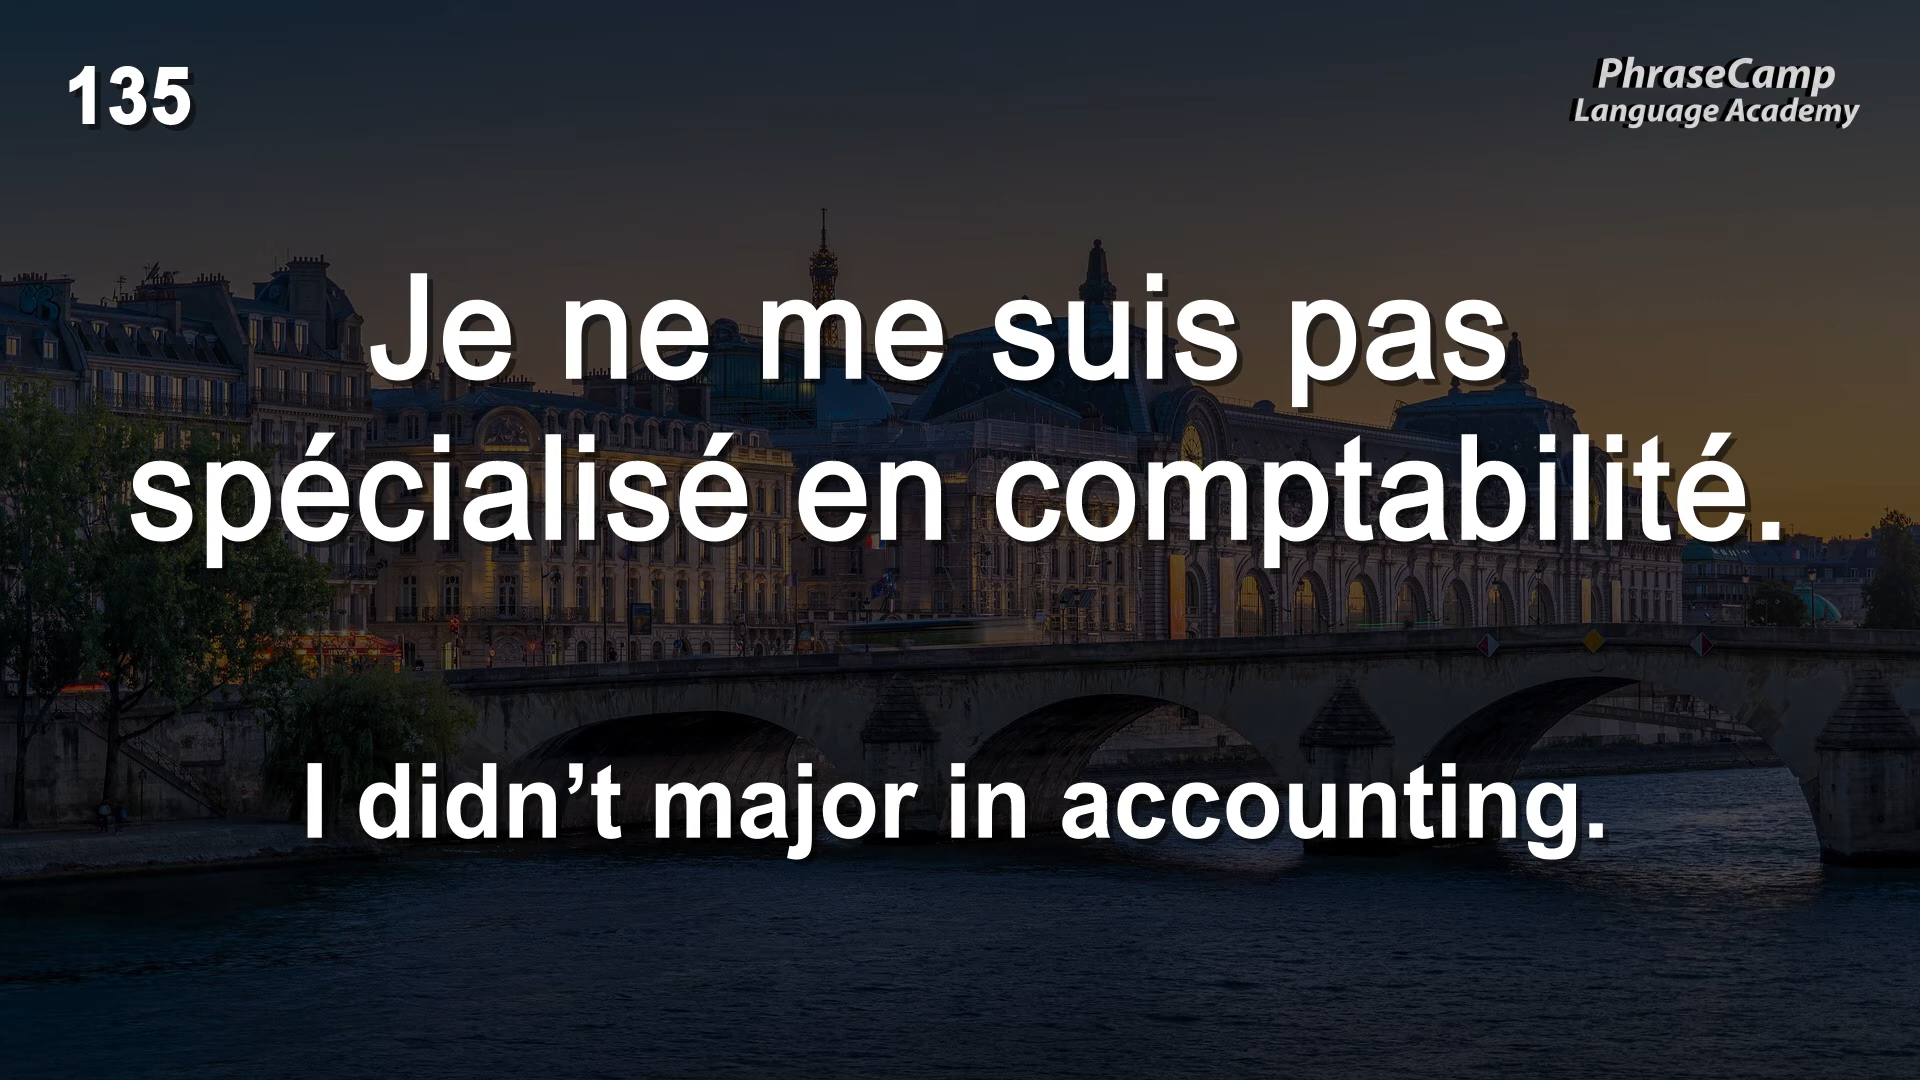 135
PhraseCamp
Language Academy
Je ne me suis pas
spécialisé en comptabilité.
I didn’t major in accounting.